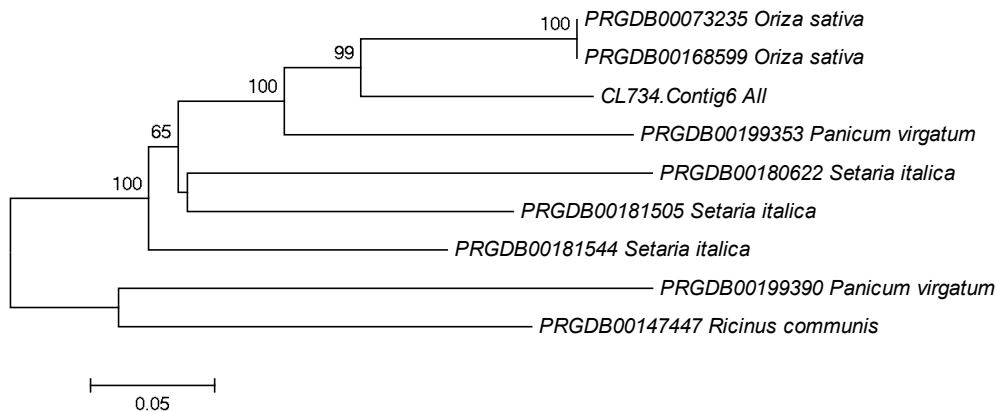 100 PRGDB00073235 Oriza sativa
PRGDB00168599 Oriza sativa
99
CL734.Contig6 All
100
PRGDB00199353 Panicum virgatum
65
PRGDB00180622 Setaria italica
100
PRGDB00181505 Setaria italica
PRGDB00181544 Setaria italica
PRGDB00199390 Panicum virgatum
PRGDB00147447 Ricinus communis
0.05